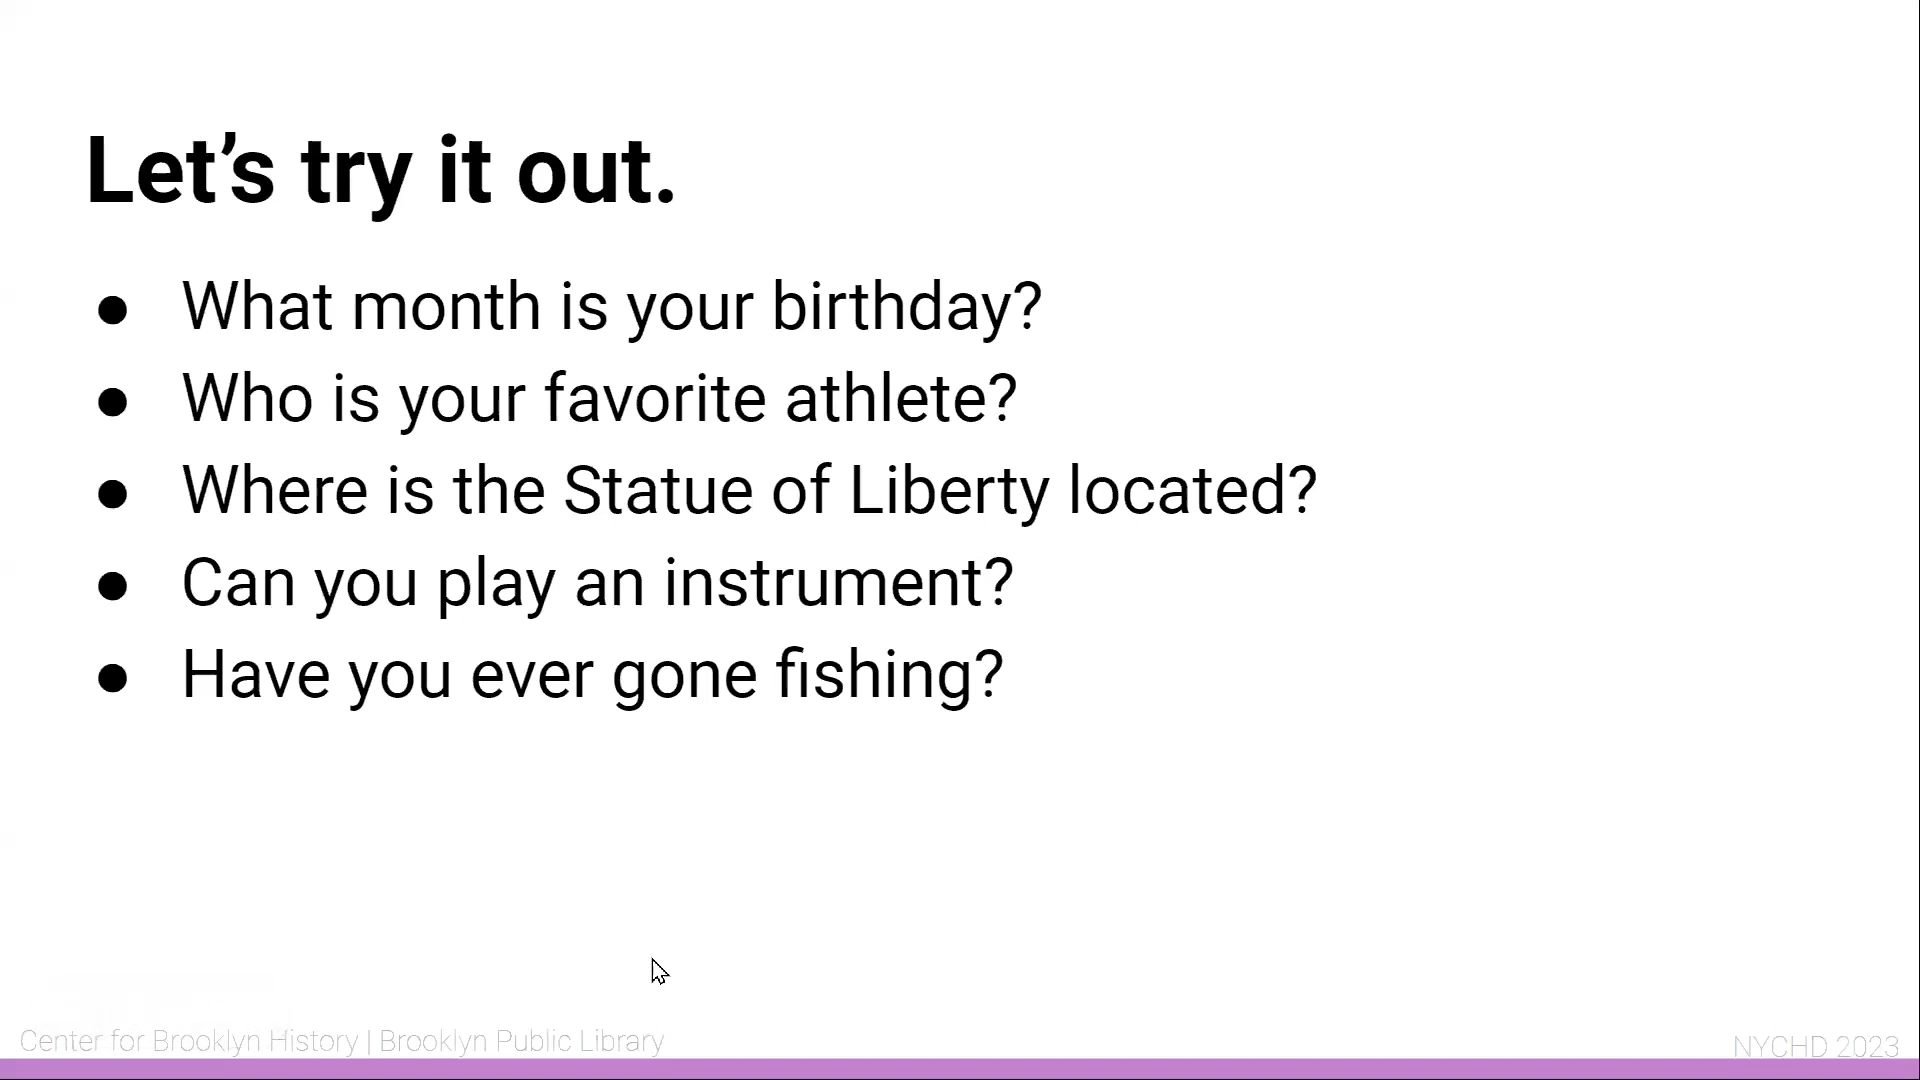 Let’s try it out.
● What month is your birthday?
● Who is your favorite athlete?
● Where is the Statue of Liberty located?
● Can you play an instrument?
● Have you ever gone fishing?
Center for Brooklyn History | Brooklyn Public Library
NYCHD 2023